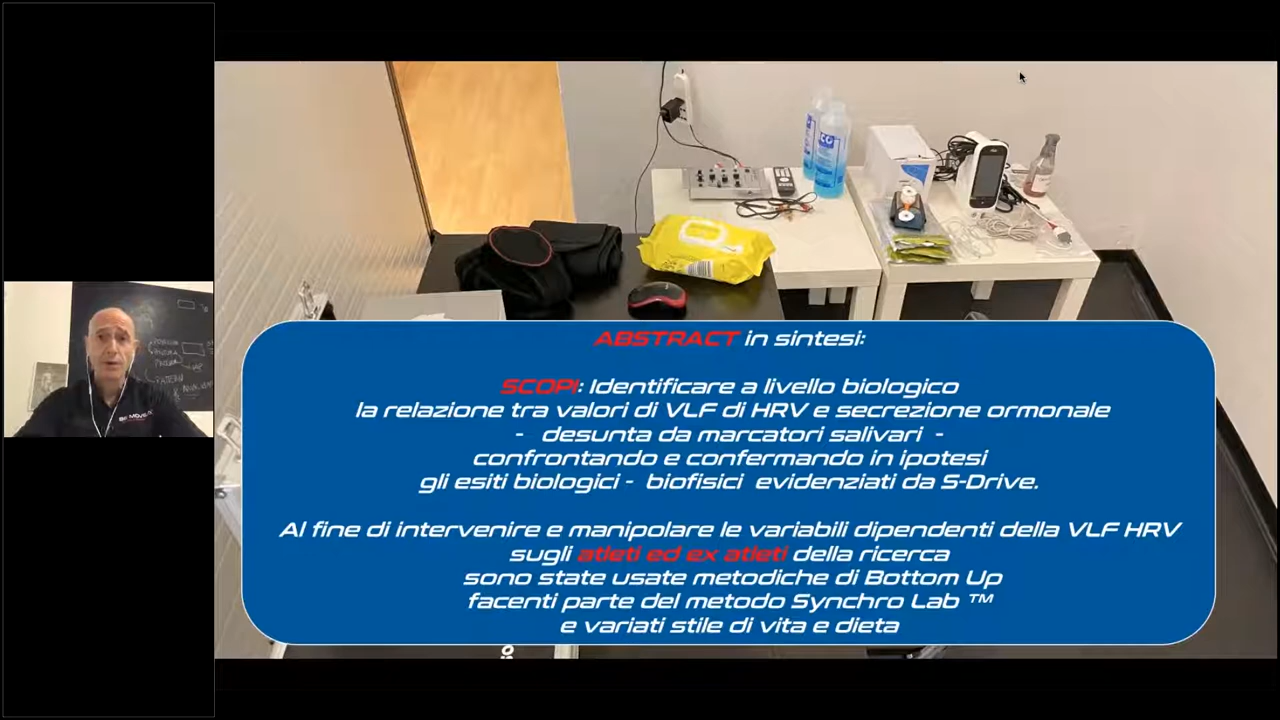 ABSTRACT in sintesi:
SCOPI: Identificare a livello biologico
la relazione tra valori di VLF di HRV e secrezione ormonale
- desunta da marcatori salivari -
confrontando e confermando in ipotesi
gli esiti biologici - biofisici evidenziati da S-Drive.
Al fine di intervenire e manipolare le variabili dipendenti della VLF HRV
sugli atleti ed ex atleti della ricerca
sono state usate metodiche di Bottom Up
facenti parte del metodo Synchro Lab ™
e variati stile di vita e dieta